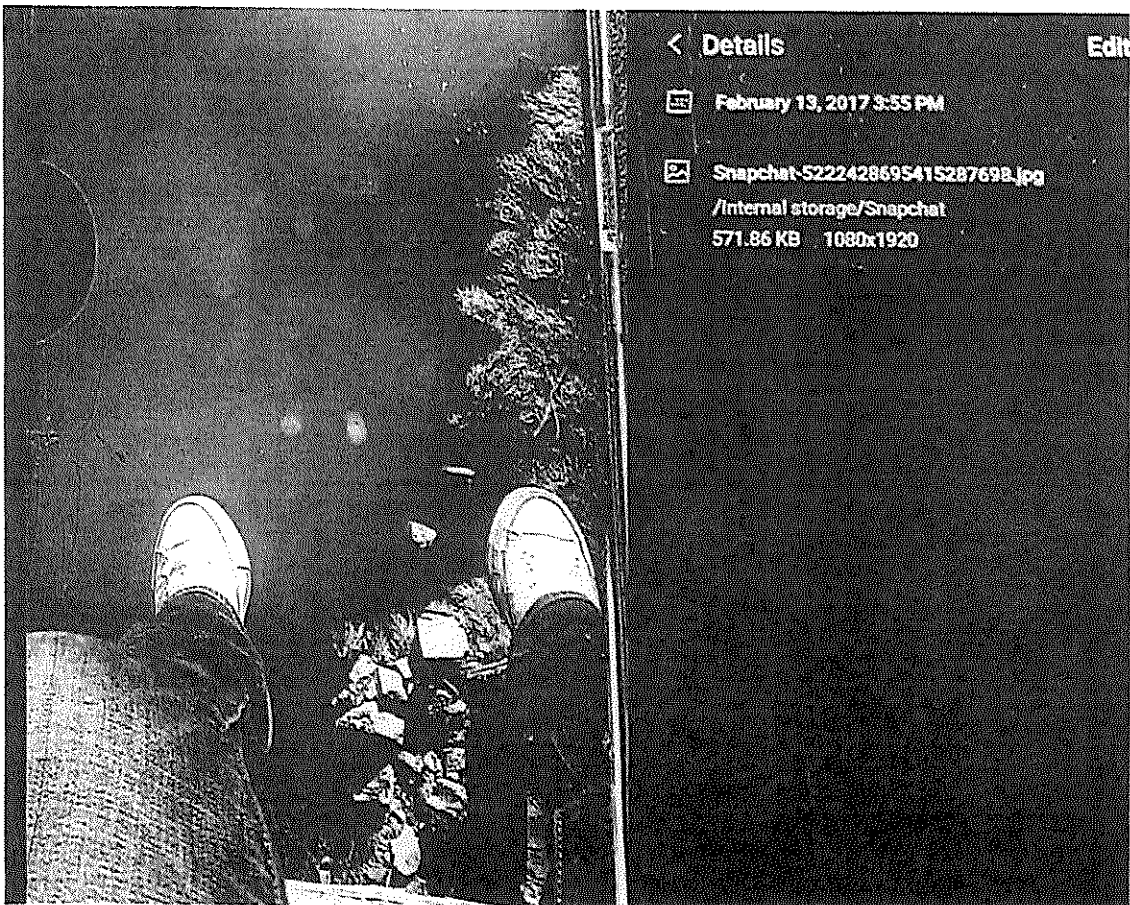 < Details
Edit
February 13, 2017 3:55 PM
Snapchat-5222428695415287698.jpg
/Internal storage/Snapchat
571.86 KB 1080x1920